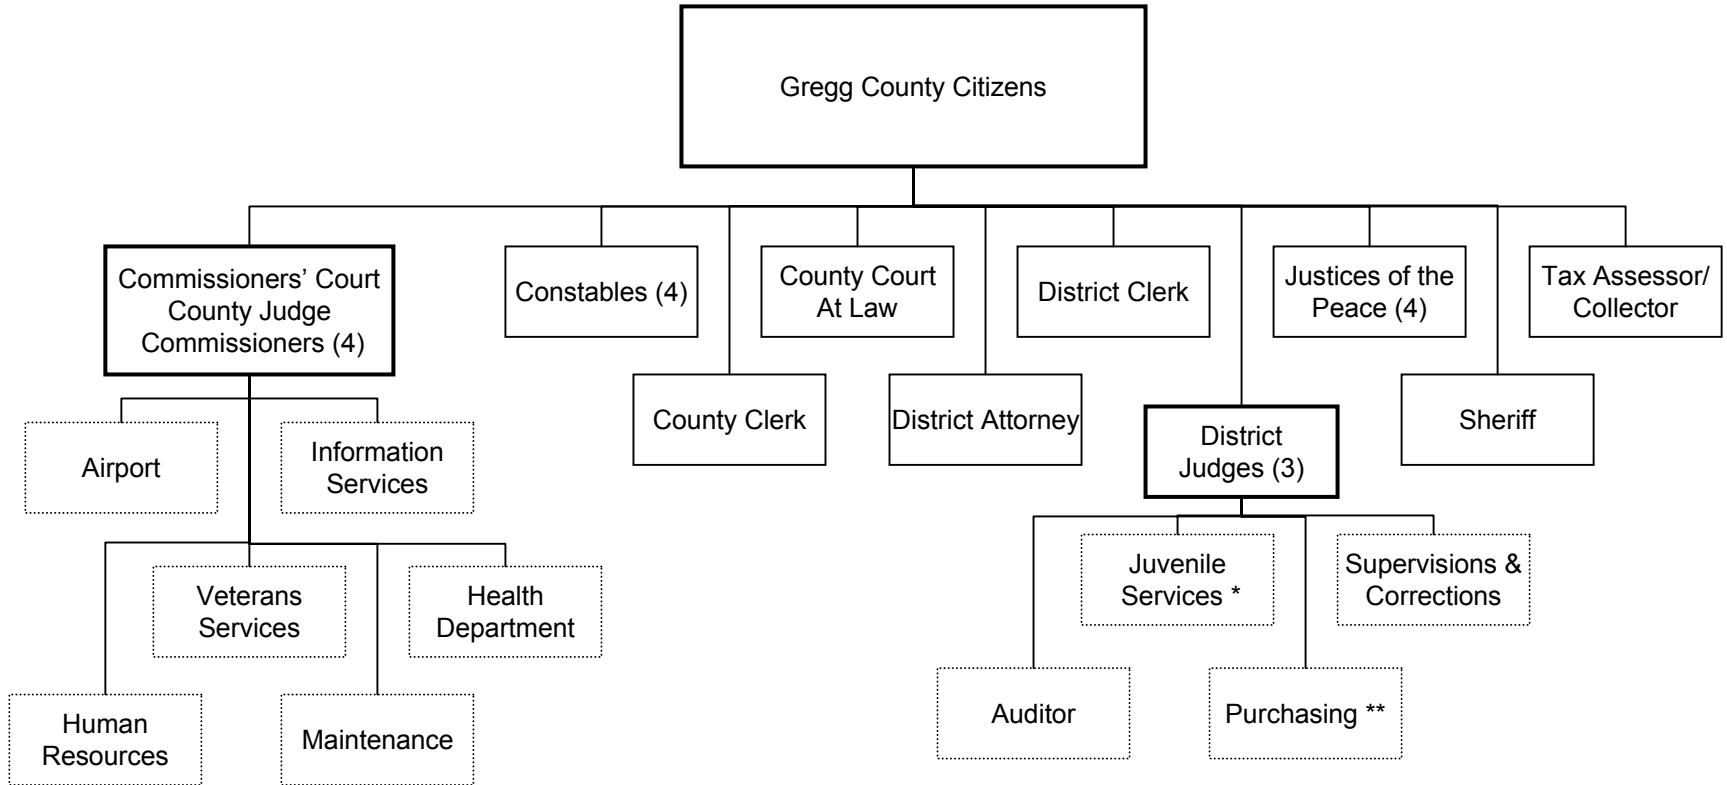 Gregg County Citizens
Commissioners’ Court
County Judge
Commissioners (4)
Constables (4)
County Court
At Law
District Clerk
Justices of the
Peace (4)
Tax Assessor/
Collector
County Clerk
District Attorney
District
Judges (3)
Sheriff
Airport
Information
Services
Veterans
Services
Health
Department
Human
Resources
Maintenance
Juvenile
Services *
Supervisions &
Corrections
Auditor
Purchasing **